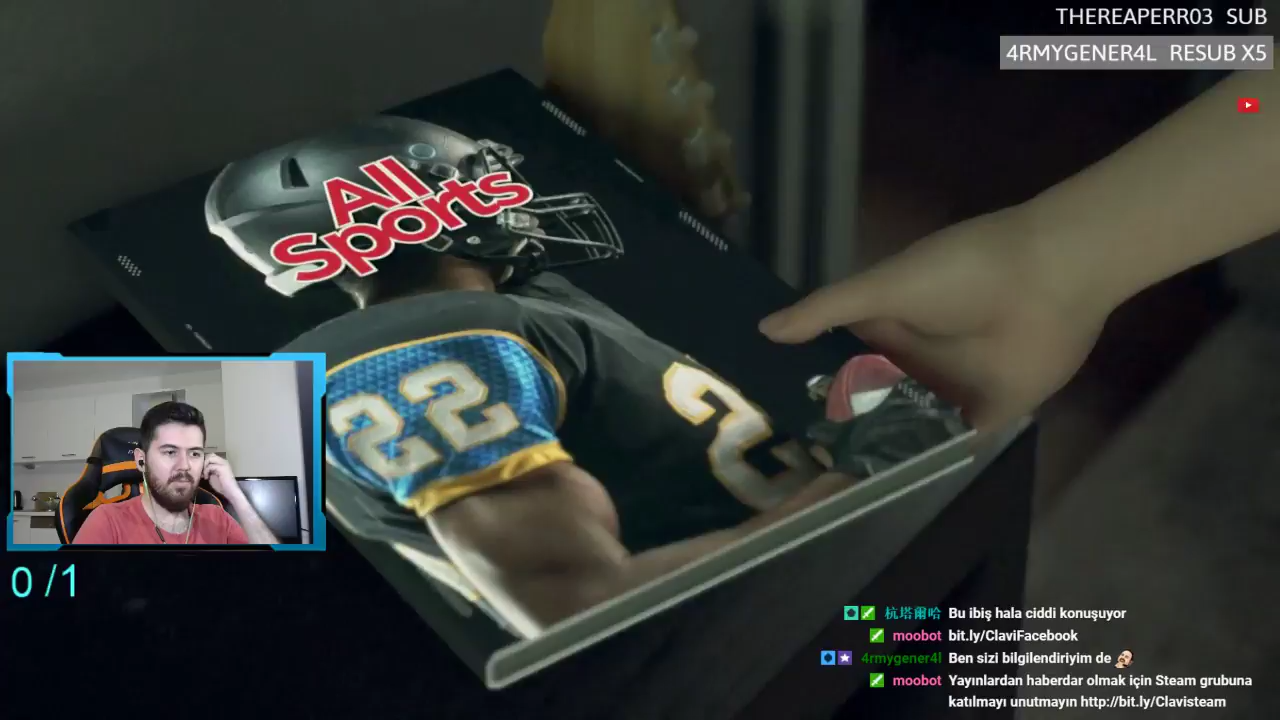 THEREAPERR03 SUB
4RMYGENER4L RESUB X5
All
Sports
22
2
0 /1
杭塔爾哈 Bu ibiş hala ciddi konuşuyor
moobot bit.ly/ClaviFacebook
4rmygener4l Ben sizi bilgilendiriyim de
moobot Yayınlardan haberdar olmak için Steam grubuna
katılmayı unutmayın http://bit.ly/Clavisteam